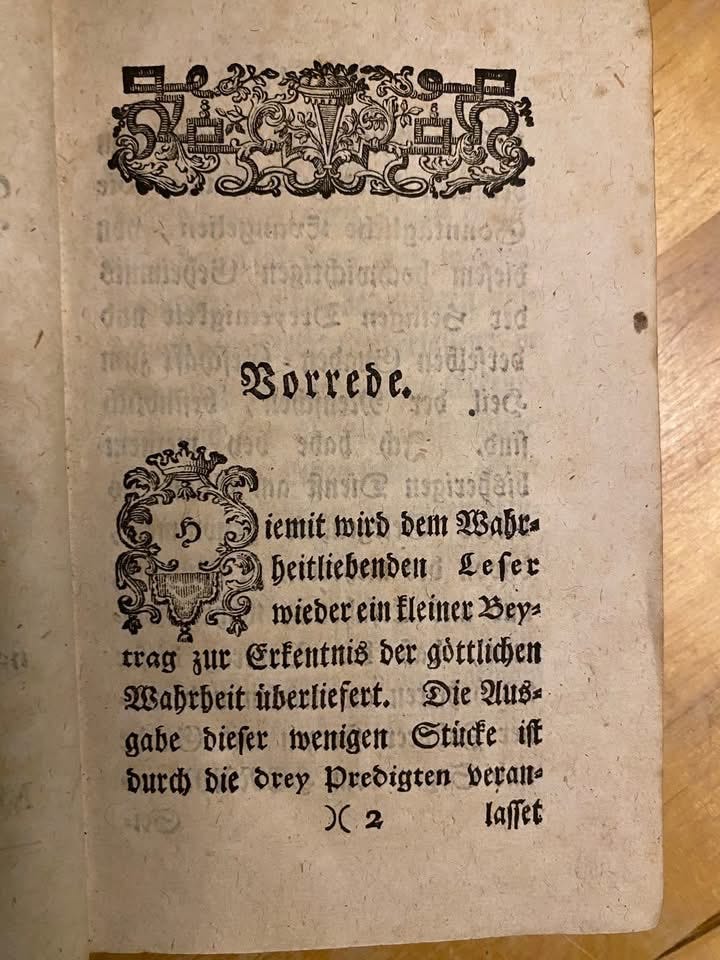 Vorrede.
Hiemit wird dem Wahr-
heitliebenden Leser
wieder ein kleiner Bey-
trag zur Erkentnis der göttlichen
Wahrheit überliefert. Die Aus-
gabe dieser wenigen Stücke ist
durch die drey Predigten veran-
)( 2 lasset